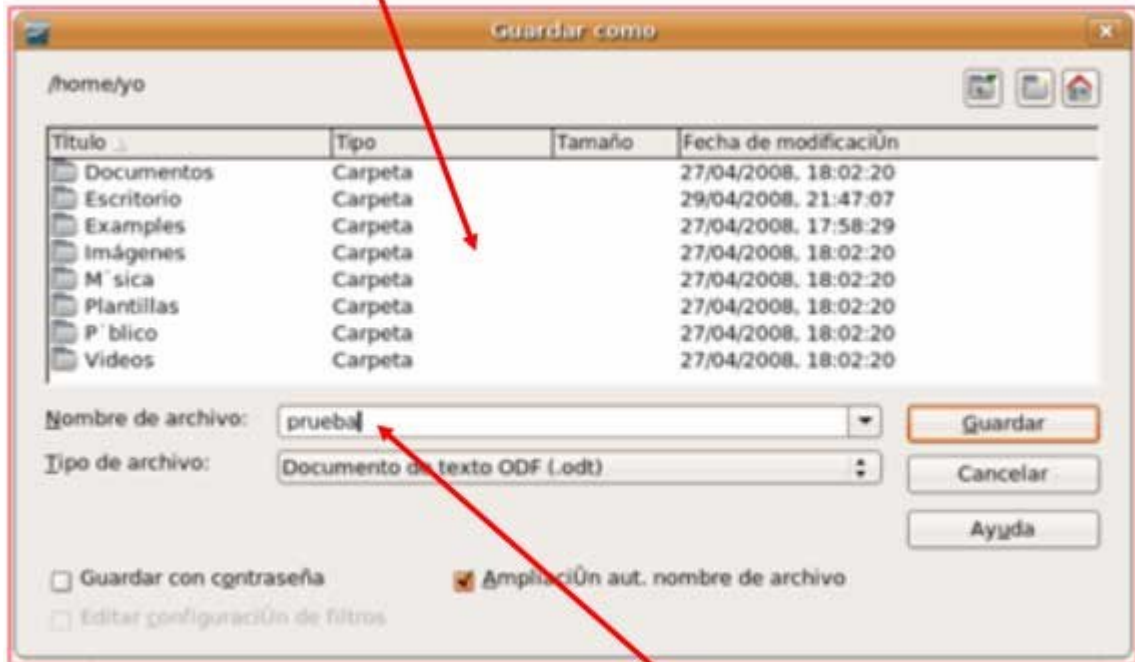 Guardar como
/home/yo
Título Tipo Tamaño Fecha de modificaciÛn
Documentos Carpeta 27/04/2008, 18:02:20
Escritorio Carpeta 29/04/2008, 21:47:07
Examples Carpeta 27/04/2008, 17:58:29
Imágenes Carpeta 27/04/2008, 18:02:20
M˙sica Carpeta 27/04/2008, 18:02:20
Plantillas Carpeta 27/04/2008, 18:02:20
P˙blico Carpeta 27/04/2008, 18:02:20
Videos Carpeta 27/04/2008, 18:02:20
Nombre de archivo: prueba Guardar
Tipo de archivo: Documento de texto ODF (.odt) Cancelar
Ayuda
Guardar con contraseña AmpliaciÛn aut. nombre de archivo
Editar configuraciÛn de filtros